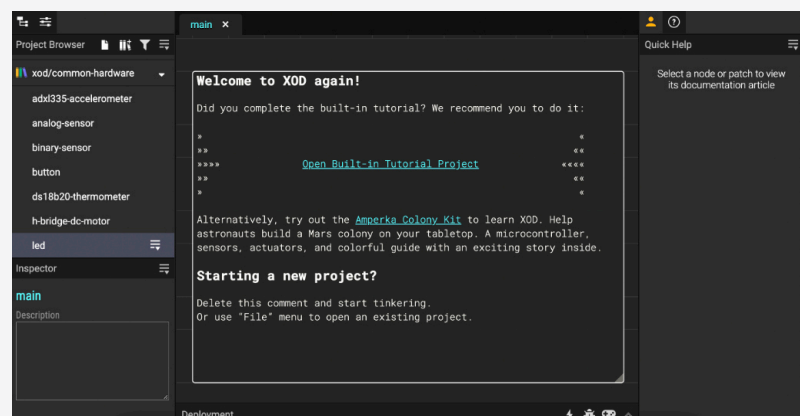 main ×
Project Browser
Quick Help
xod/common-hardware
adxl335-accelerometer
analog-sensor
binary-sensor
button
ds18b20-thermometer
h-bridge-dc-motor
led
Inspector
main
Description
Welcome to XOD again!
Did you complete the built-in tutorial? We recommend you to do it:
» «
»» ««
»»»» Open Built-in Tutorial Project ««««
»» ««
» «
Alternatively, try out the Amperka Colony Kit to learn XOD. Help
astronauts build a Mars colony on your tabletop. A microcontroller,
sensors, actuators, and colorful guide with an exciting story inside.
Starting a new project?
Delete this comment and start tinkering.
Or use "File" menu to open an existing project.
Select a node or patch to view
its documentation article
Deployment